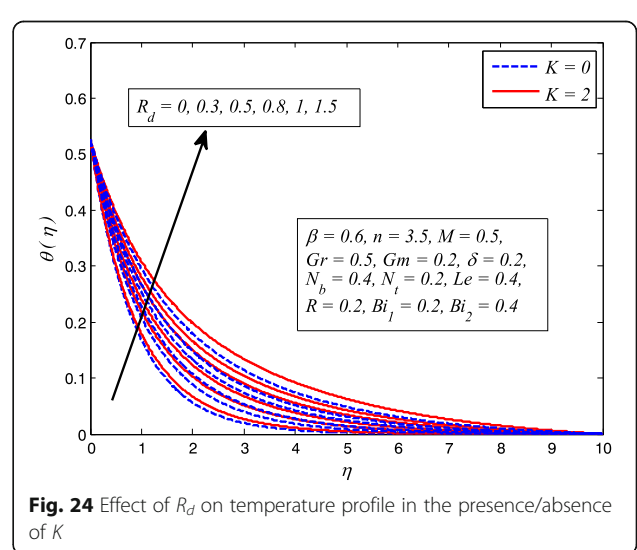 0.7
0.6
0.5
0.4
0.3
0.2
0.1
0
θ(η)
K = 0
K = 2
R_d = 0, 0.3, 0.5, 0.8, 1, 1.5
β = 0.6, n = 3.5, M = 0.5,
Gr = 0.5, Gm = 0.2, δ = 0.2,
N_b = 0.4, N_t = 0.2, Le = 0.4,
R = 0.2, Bi_1 = 0.2, Bi_2 = 0.4
0 1 2 3 4 5 6 7 8 9 10
η
Fig. 24 Effect of R_d on temperature profile in the presence/absence
of K